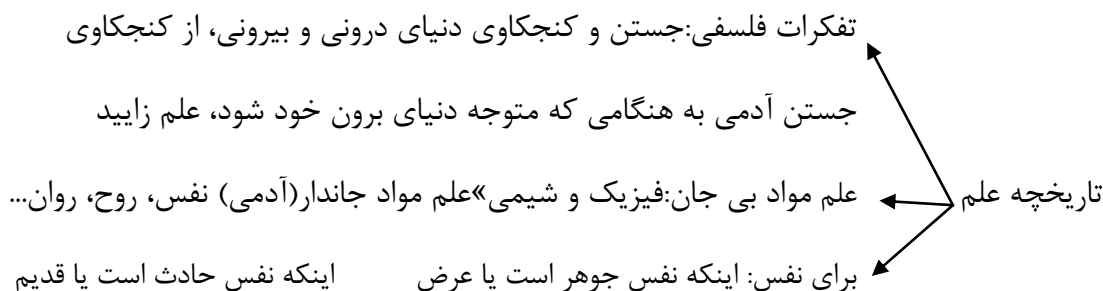 تفکرات فلسفی:جستن و کنجکاوی دنیای درونی و بیرونی، از کنجکاوی
جستن آدمی به هنگامی که متوجه دنیای برون خود شود، علم زایید
تاریخچه علم
علم مواد بی جان:فیزیک و شیمی»علم مواد جاندار(آدمی) نفس، روح، روان...
برای نفس: اینکه نفس جوهر است یا عرض اینکه نفس حادث است یا قدیم